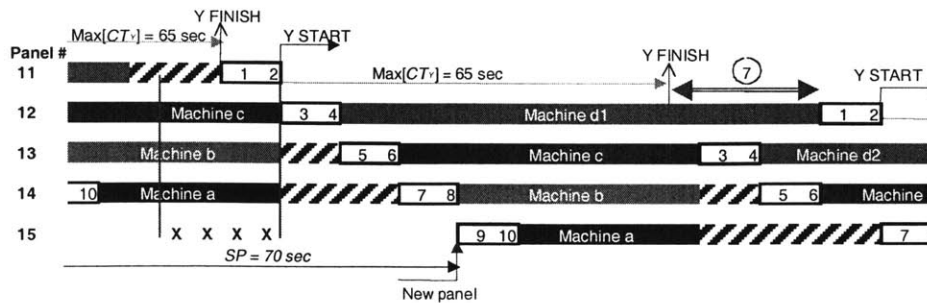 Y FINISH
Max[CTY] = 65 sec
Y START
Panel #
Y FINISH
11
1 2
Max[CTY] = 65 sec
7
Y START
12
Machine c
3 4
Machine d1
1 2
13
Machine b
5 6
Machine c
3 4
Machine d2
14
10
Machine a
7 8
Machine b
5 6
Machine
15
X X X X
9 10
Machine a
7
SP = 70 sec
New panel